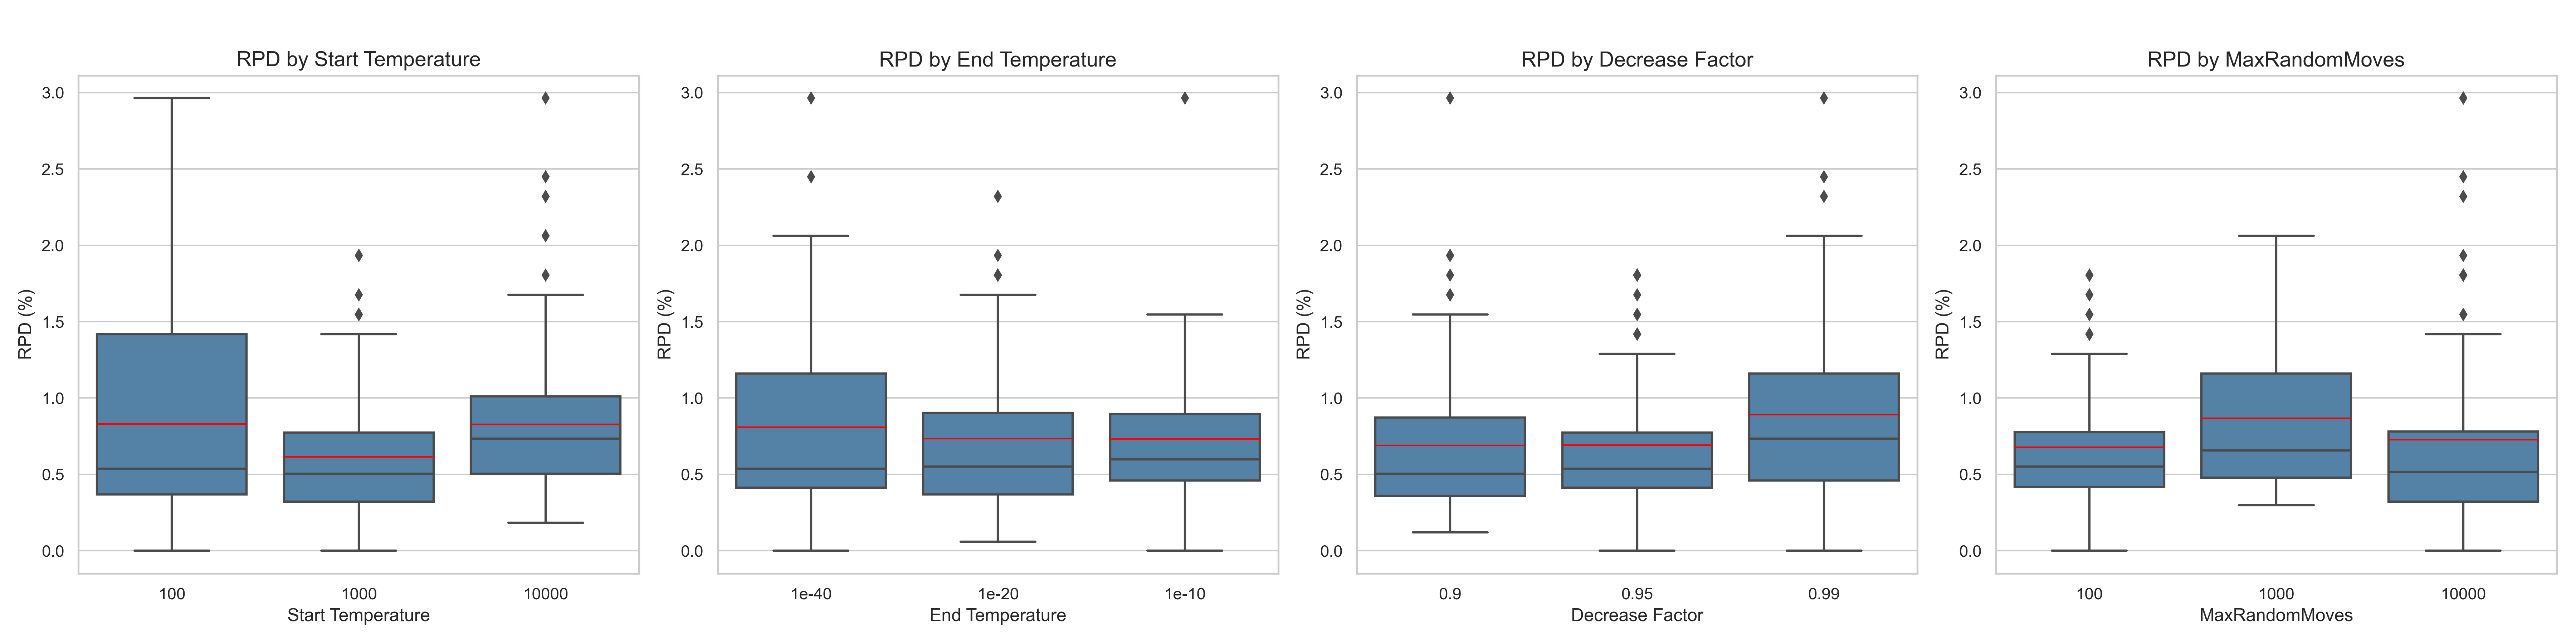 RPD by Start Temperature
3.0
2.5
2.0
1.5
1.0
0.5
0.0
RPD (%)
100 1000 10000
Start Temperature
RPD by End Temperature
3.0
2.5
2.0
1.5
1.0
0.5
0.0
RPD (%)
1e-40 1e-20 1e-10
End Temperature
RPD by Decrease Factor
3.0
2.5
2.0
1.5
1.0
0.5
0.0
RPD (%)
0.9 0.95 0.99
Decrease Factor
RPD by MaxRandomMoves
3.0
2.5
2.0
1.5
1.0
0.5
0.0
RPD (%)
100 1000 10000
MaxRandomMoves